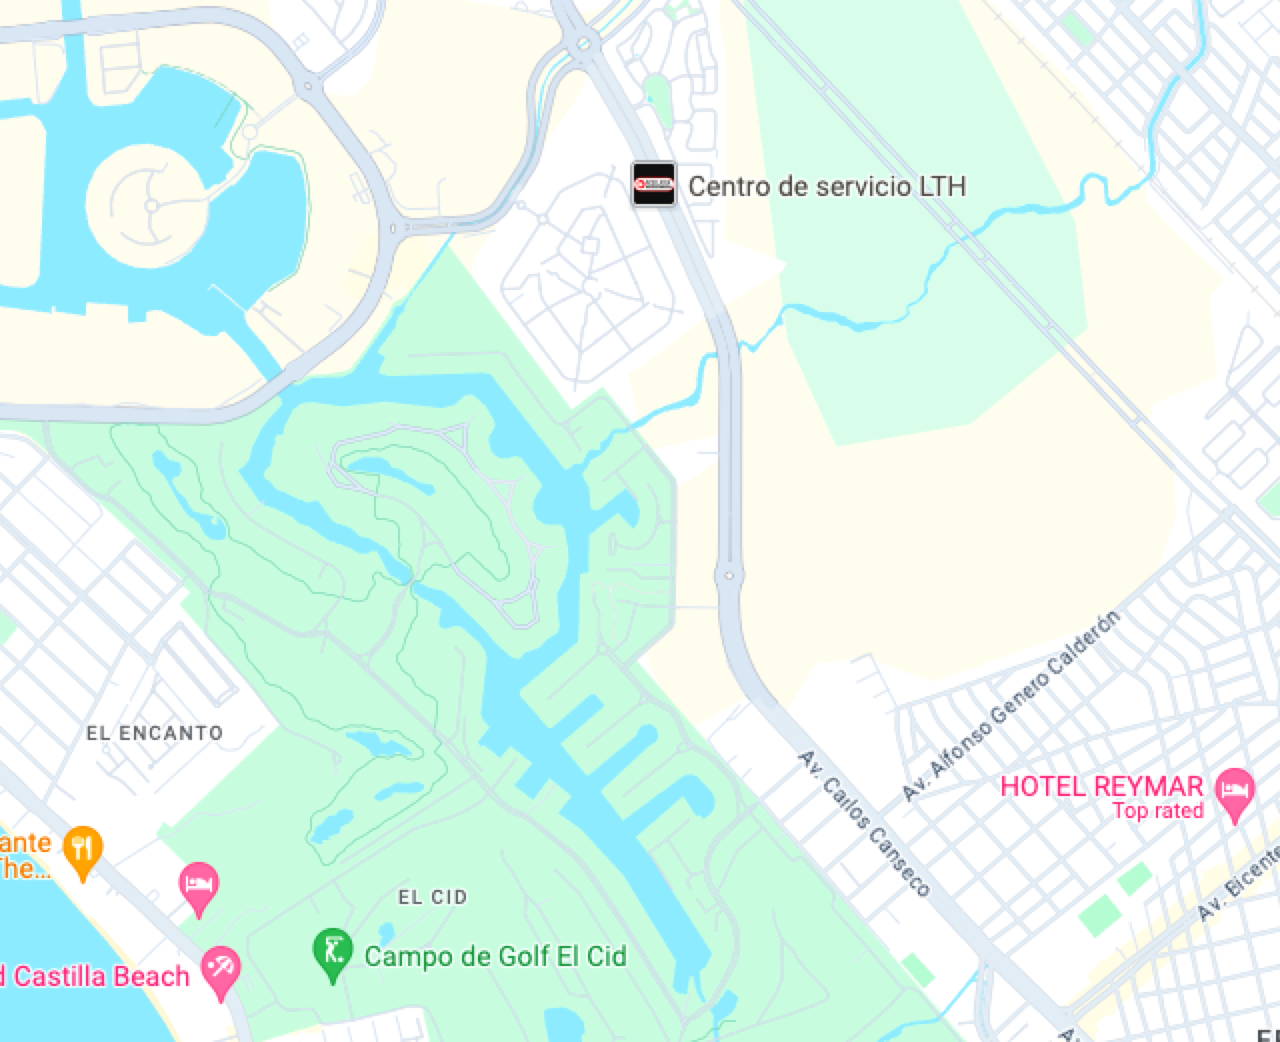 Centro de servicio LTH
Av. Alfonso Genero Calderón
EL ENCANTO
Av. Carlos Canseco
HOTEL REYMAR
Top rated
ante
The...
Av. Bicente
EL CID
Campo de Golf El Cid
d Castilla Beach